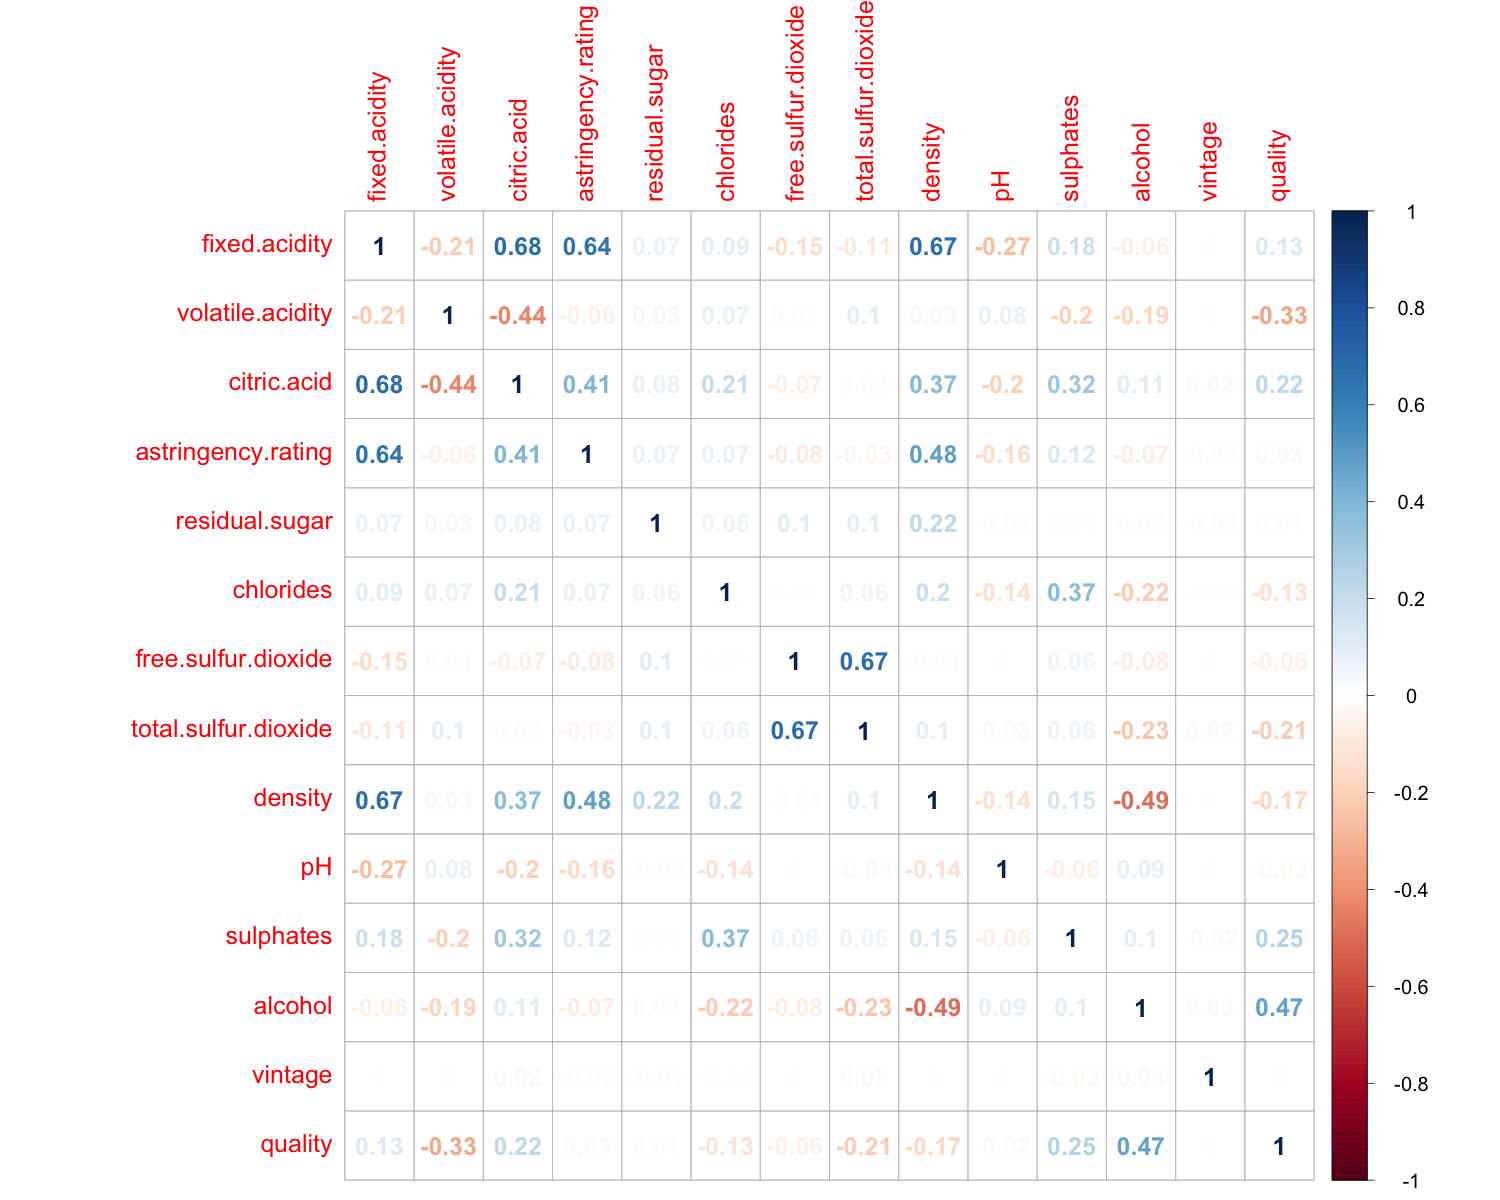 fixed.acidity volatile.acidity citric.acid astringency.rating residual.sugar chlorides free.sulfur.dioxide total.sulfur.dioxide density pH sulphates alcohol vintage quality
fixed.acidity 1 -0.21 0.68 0.64 0.07 0.09 -0.15 -0.11 0.67 -0.27 0.18 -0.06 0.13
volatile.acidity -0.21 1 -0.44 -0.06 0.03 0.07 0.01 0.1 0.03 0.08 -0.2 -0.19 -0.33
citric.acid 0.68 -0.44 1 0.41 0.08 0.21 -0.07 0.02 0.37 -0.2 0.32 0.11 0.02 0.22
astringency.rating 0.64 -0.06 0.41 1 0.07 0.07 -0.08 -0.03 0.48 -0.16 0.12 -0.07 -0.02 0.03
residual.sugar 0.07 0.03 0.08 0.07 1 0.06 0.1 0.1 0.22 -0.02 0.02 -0.01 0.01
chlorides 0.09 0.07 0.21 0.07 0.06 1 0.06 0.2 -0.14 0.37 -0.22 -0.13
free.sulfur.dioxide -0.15 0.01 -0.07 -0.08 0.1 1 0.67 -0.01 0.06 -0.08 -0.06
total.sulfur.dioxide -0.11 0.1 0.02 -0.03 0.1 0.06 0.67 1 0.1 -0.03 0.06 -0.23 0.02 -0.21
density 0.67 0.03 0.37 0.48 0.22 0.2 -0.01 0.1 1 -0.14 0.15 -0.49 -0.17
pH -0.27 0.08 -0.2 -0.16 -0.02 -0.14 -0.03 -0.14 1 -0.06 0.09 -0.02
sulphates 0.18 -0.2 0.32 0.12 0.37 0.06 0.06 0.15 -0.06 1 0.1 -0.02 0.25
alcohol -0.06 -0.19 0.11 -0.07 0.02 -0.22 -0.08 -0.23 -0.49 0.09 0.1 1 0.03 0.47
vintage 0.02 -0.02 -0.01 0.02 -0.02 0.03 1
quality 0.13 -0.33 0.22 0.03 0.01 -0.13 -0.06 -0.21 -0.17 -0.02 0.25 0.47 1
1
0.8
0.6
0.4
0.2
0
-0.2
-0.4
-0.6
-0.8
-1